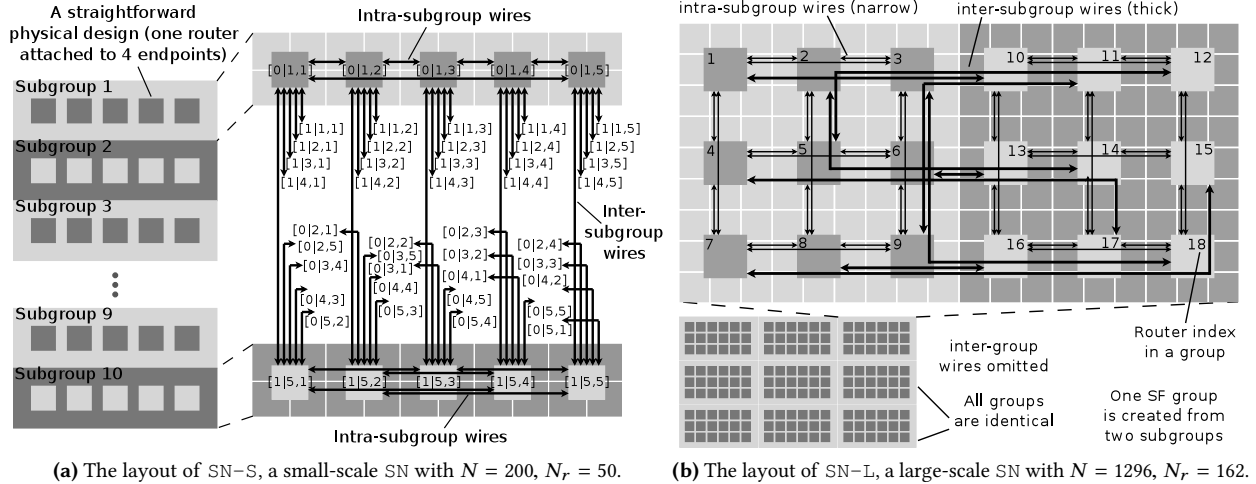 A straightforward
physical design (one router
attached to 4 endpoints)
Subgroup 1
Subgroup 2
Subgroup 3
Subgroup 9
Subgroup 10
Intra-subgroup wires
[0|1,1] [0|1,2] [0|1,3] [0|1,4] [0|1,5]
[1|1,1] [1|1,2] [1|1,3] [1|1,4] [1|1,5]
[1|2,1] [1|2,2] [1|2,3] [1|2,4] [1|2,5]
[1|3,1] [1|3,2] [1|3,3] [1|3,4] [1|3,5]
[1|4,1] [1|4,2] [1|4,3] [1|4,4] [1|4,5]
Inter-
subgroup
wires
[0|2,1] [0|2,2] [0|2,3] [0|2,4]
[0|2,5] [0|3,5] [0|3,2] [0|3,3]
[0|3,4] [0|3,1] [0|4,1] [0|4,2]
[0|4,3] [0|4,4] [0|4,5] [0|5,5]
[0|5,2] [0|5,3] [0|5,4] [0|5,1]
[1|5,1] [1|5,2] [1|5,3] [1|5,4] [1|5,5]
Intra-subgroup wires
(a) The layout of SN-S, a small-scale SN with N = 200, Nr = 50.
intra-subgroup wires (narrow)
inter-subgroup wires (thick)
1 2 3 10 11 12
4 5 6 13 14 15
7 8 9 16 17 18
inter-group
wires omitted
All groups
are identical
Router index
in a group
One SF group
is created from
two subgroups
(b) The layout of SN-L, a large-scale SN with N = 1296, Nr = 162.